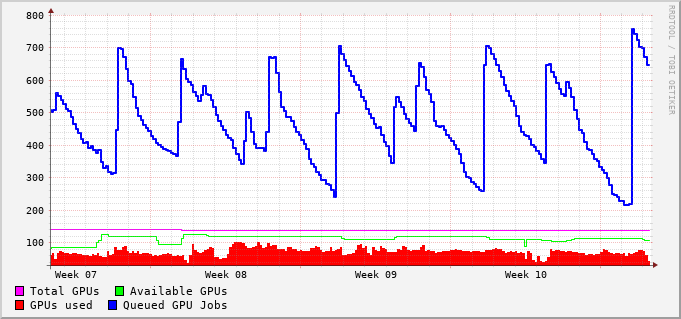 800
700
600
500
400
300
200
100
Week 07 Week 08 Week 09 Week 10
Total GPUs Available GPUs
GPUs used Queued GPU Jobs
RRDTOOL / TOBI OETIKER